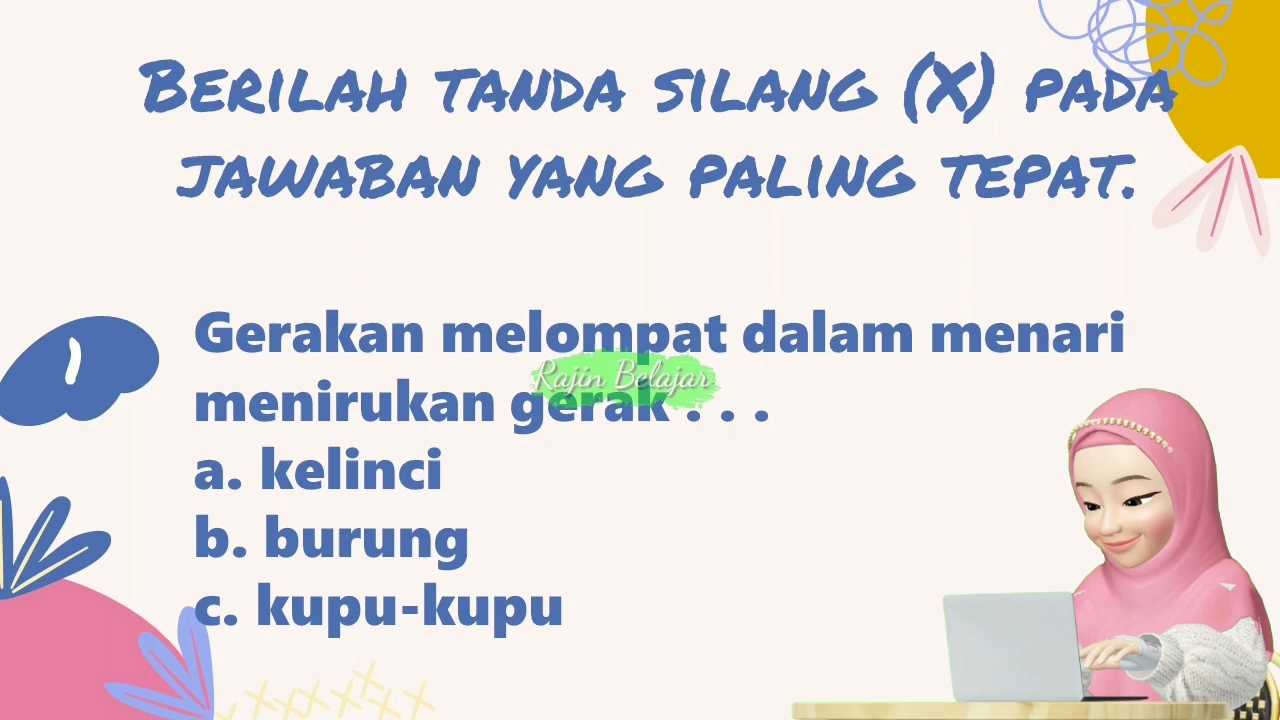 BERILAH TANDA SILANG (X) PADA
JAWABAN YANG PALING TEPAT.
1
Gerakan melompat dalam menari
Rajin Belajar
menirukan gerak . . .
a. kelinci
b. burung
c. kupu-kupu